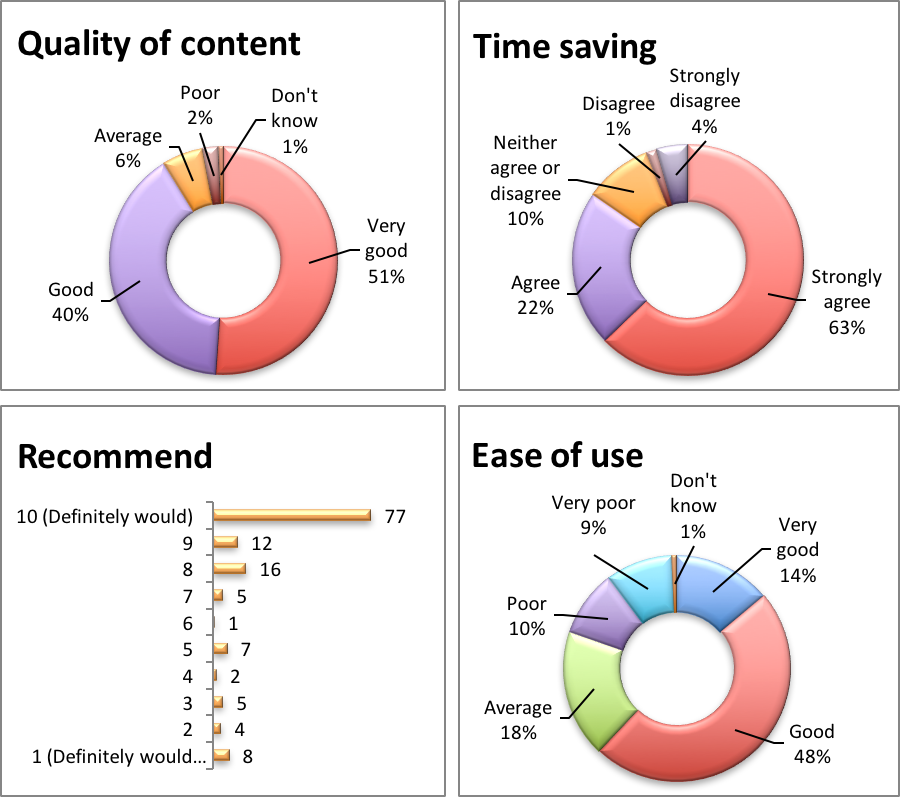 Quality of content
Poor
2%
Don't
know
1%
Average
6%
Very
good
51%
Good
40%
Time saving
Strongly
disagree
4%
Disagree
1%
Neither
agree or
disagree
10%
Agree
22%
Strongly
agree
63%
Recommend
10 (Definitely would) 77
9 12
8 16
7 5
6 1
5 7
4 2
3 5
2 4
1 (Definitely would... 8
Ease of use
Don't
know
1%
Very poor
9%
Very
good
14%
Poor
10%
Average
18%
Good
48%